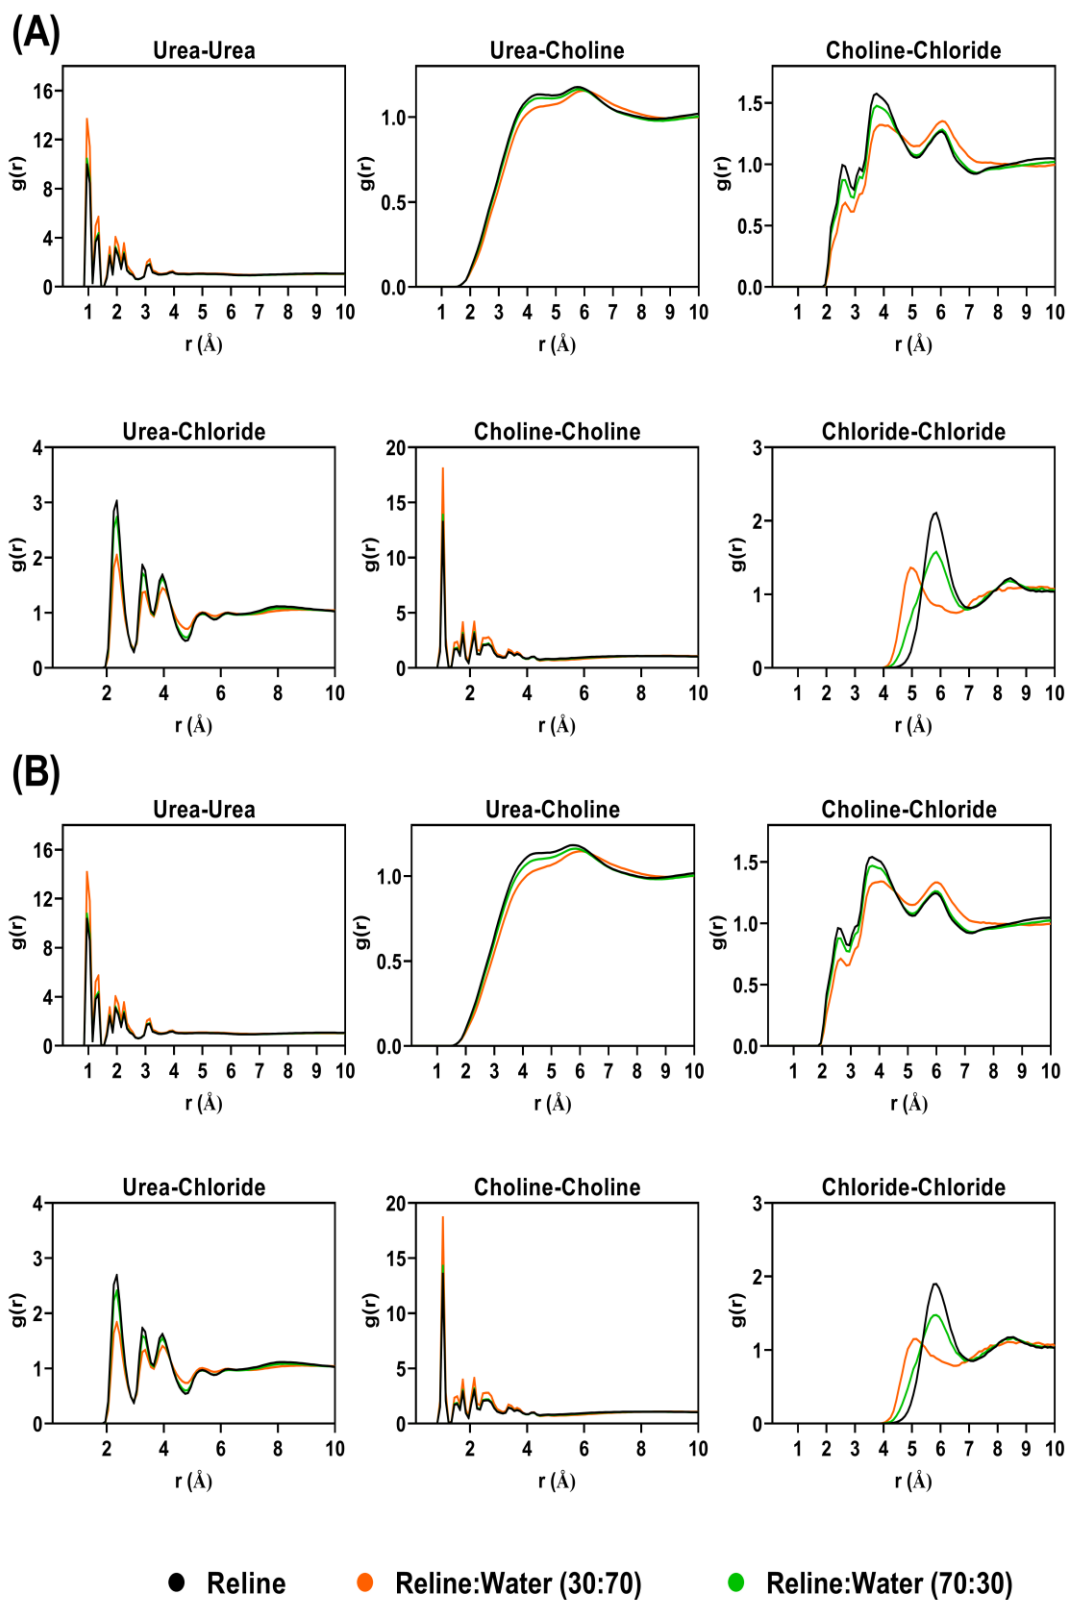 (A)
Urea-Urea
Urea-Choline
Choline-Chloride
g(r)
16
12
8
4
0
1 2 3 4 5 6 7 8 9 10
r (Å)
g(r)
1.0
0.5
0.0
1 2 3 4 5 6 7 8 9 10
r (Å)
g(r)
1.5
1.0
0.5
0.0
1 2 3 4 5 6 7 8 9 10
r (Å)
Urea-Chloride
Choline-Choline
Chloride-Chloride
g(r)
4
3
2
1
0
2 4 6 8 10
r (Å)
g(r)
20
15
10
5
0
2 4 6 8 10
r (Å)
g(r)
3
2
1
0
1 2 3 4 5 6 7 8 9 10
r (Å)
(B)
Urea-Urea
Urea-Choline
Choline-Chloride
g(r)
16
12
8
4
0
1 2 3 4 5 6 7 8 9 10
r (Å)
g(r)
1.0
0.5
0.0
1 2 3 4 5 6 7 8 9 10
r (Å)
g(r)
1.5
1.0
0.5
0.0
1 2 3 4 5 6 7 8 9 10
r (Å)
Urea-Chloride
Choline-Choline
Chloride-Chloride
g(r)
4
3
2
1
0
2 4 6 8 10
r (Å)
g(r)
20
15
10
5
0
2 4 6 8 10
r (Å)
g(r)
3
2
1
0
1 2 3 4 5 6 7 8 9 10
r (Å)
Reline
Reline:Water (30:70)
Reline:Water (70:30)